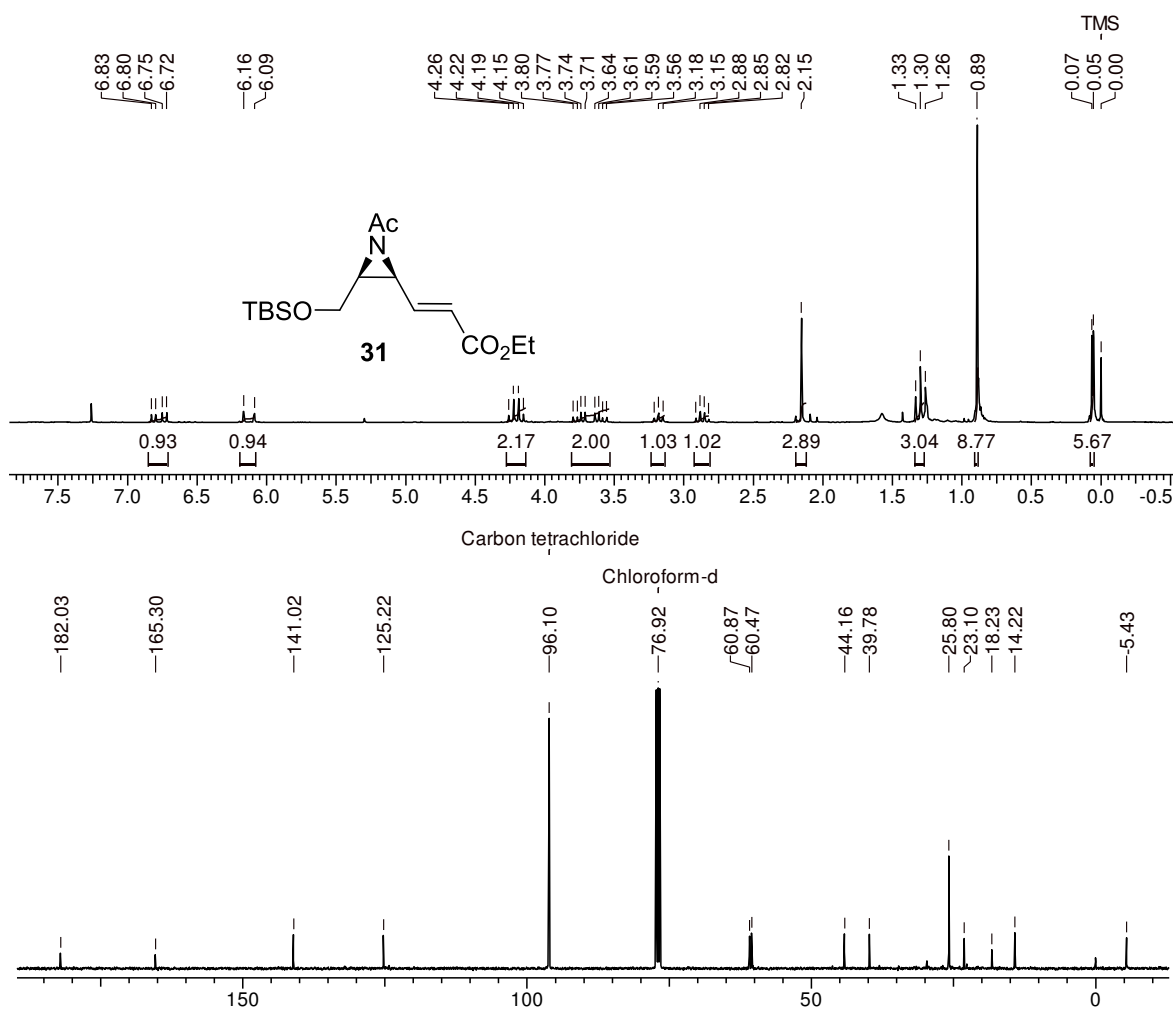 TMS
6.83 6.80 6.75 6.72 6.16 6.09 4.26 4.22 4.19 4.15 3.80 3.77 3.74 3.71 3.64 3.61 3.59 3.56 3.18 3.15 2.88 2.85 2.82 2.15 1.33 1.30 1.26 0.89 0.07 0.05 0.00
Ac
N
TBSO
CO2Et
31
0.93 0.94 2.17 2.00 1.03 1.02 2.89 3.04 8.77 5.67
7.5 7.0 6.5 6.0 5.5 5.0 4.5 4.0 3.5 3.0 2.5 2.0 1.5 1.0 0.5 0.0 -0.5
Carbon tetrachloride
Chloroform-d
182.03 165.30 141.02 125.22 96.10 76.92 60.87 60.47 44.16 39.78 25.80 23.10 18.23 14.22 -5.43
150 100 50 0